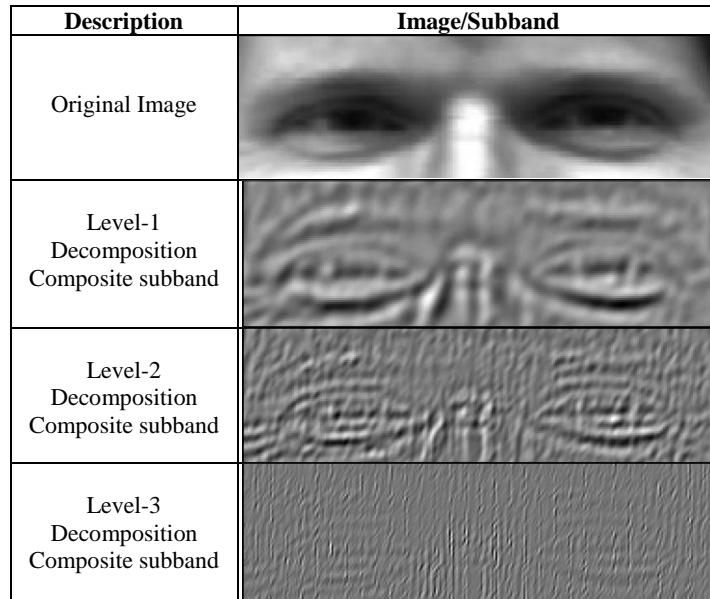 Description Image/Subband
Original Image
Level-1
Decomposition
Composite subband
Level-2
Decomposition
Composite subband
Level-3
Decomposition
Composite subband